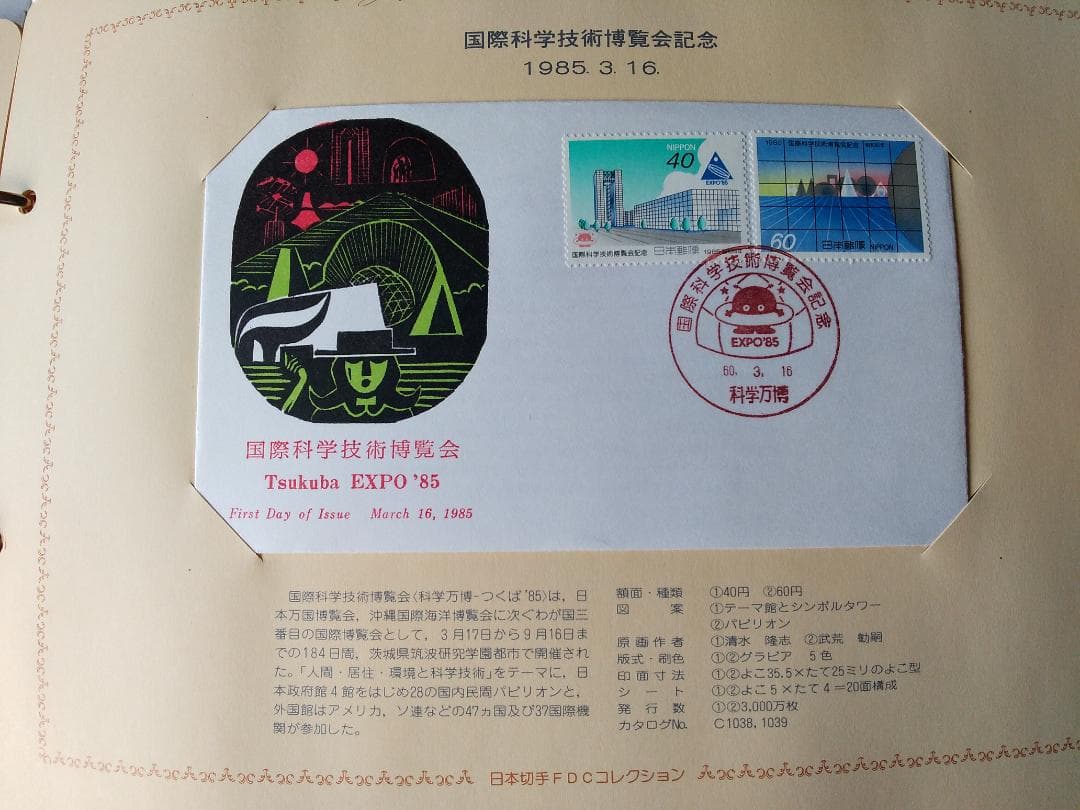 国際科学技術博覧会記念
1985. 3. 16.
NIPPON
40
EXPO'85
国際科学技術博覧会記念 日本郵便 1985
1985 国際科学技術博覧会記念
60 日本郵便 NIPPON
国際科学技術博覧会記念
EXPO'85
60. 3. 16
科学万博
国際科学技術博覧会
Tsukuba EXPO '85
First Day of Issue March 16, 1985
国際科学技術博覧会〈科学万博-つくば'85〉は，日
本万国博覧会，沖縄国際海洋博覧会に次ぐわが国三
番目の国際博覧会として，3月17日から9月16日ま
での184日間，茨城県筑波研究学園都市で開催され
た。「人間・居住・環境と科学技術」をテーマに，日
本政府館4館をはじめ28の国内民間パビリオンと，
外国館はアメリカ，ソ連などの47ヵ国及び37国際機
関が参加した。
額面・種類 ①40円 ②60円
図案 ①テーマ館とシンボルタワー
②パビリオン
原画作者 ①清水 隆志 ②武荒 勧嗣
版式・刷色 ①②グラビア 5色
印面寸法 ①②よこ35.5×たて25ミリのよこ型
シート ①②よこ5×たて4＝20面構成
発行数 ①②3,000万枚
カタログNo. C1038, 1039
日本切手FDCコレクション